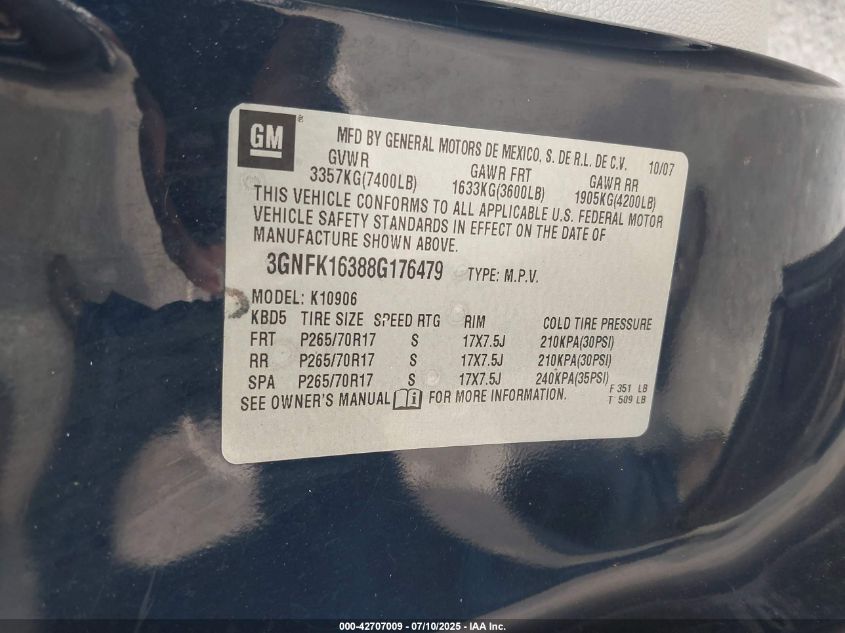 GM ®
MFD BY GENERAL MOTORS DE MEXICO, S. DE R.L. DE C.V. 10/07
GVWR GAWR FRT GAWR RR
3357KG(7400LB) 1633KG(3600LB) 1905KG(4200LB)
THIS VEHICLE CONFORMS TO ALL APPLICABLE U.S. FEDERAL MOTOR
VEHICLE SAFETY STANDARDS IN EFFECT ON THE DATE OF
MANUFACTURE SHOWN ABOVE.
3GNFK16388G176479 TYPE: M.P.V.
MODEL: K10906
KBD5 TIRE SIZE SPEED RTG RIM COLD TIRE PRESSURE
FRT P265/70R17 S 17X7.5J 210KPA(30PSI)
RR P265/70R17 S 17X7.5J 210KPA(30PSI)
SPA P265/70R17 S 17X7.5J 240KPA(35PSI)
SEE OWNER'S MANUAL i FOR MORE INFORMATION.
F 351 LB
T 509 LB
000-42707009 — 07/10/2025 — IAA Inc.